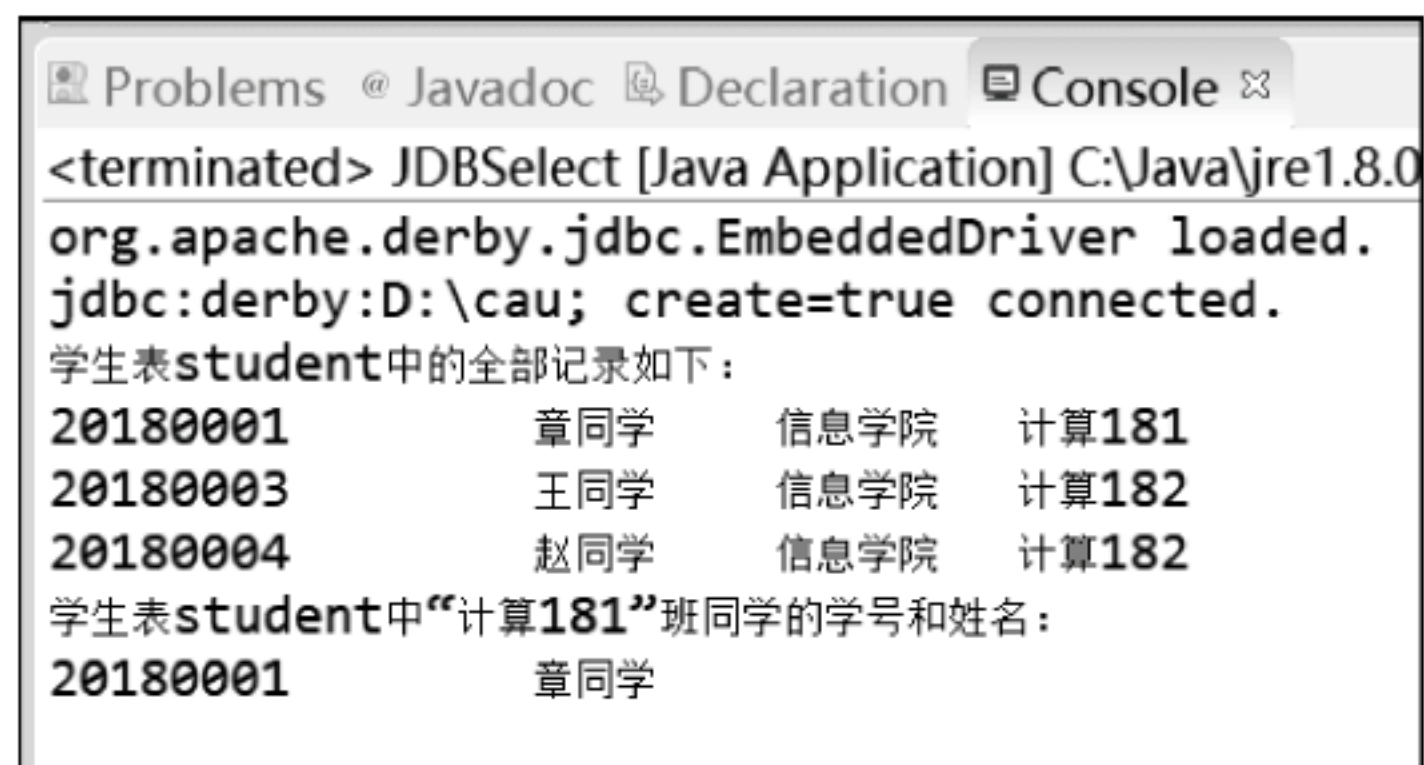 Problems @ Javadoc Declaration Console
<terminated> JDBSelect [Java Application] C:\Java\jre1.8.0
org.apache.derby.jdbc.EmbeddedDriver loaded.
jdbc:derby:D:\cau; create=true connected.
学生表student中的全部记录如下：
20180001 章同学 信息学院 计算181
20180003 王同学 信息学院 计算182
20180004 赵同学 信息学院 计算182
学生表student中“计算181”班同学的学号和姓名：
20180001 章同学